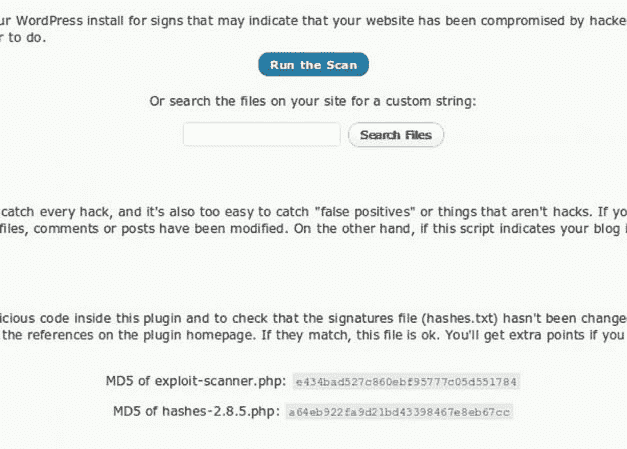 ur WordPress install for signs that may indicate that your website has been compromised by hacke
r to do.
Run the Scan
Or search the files on your site for a custom string:
Search Files
catch every hack, and it's also too easy to catch "false positives" or things that aren't hacks. If yo
files, comments or posts have been modified. On the other hand, if this script indicates your blog i
icious code inside this plugin and to check that the signatures file (hashes.txt) hasn't been change
the references on the plugin homepage. If they match, this file is ok. You'll get extra points if you
MD5 of exploit-scanner.php: e434bad527c860ebf95777c05d551784
MD5 of hashes-2.8.5.php: a64eb922fa9d21bd43398467e8eb67cc